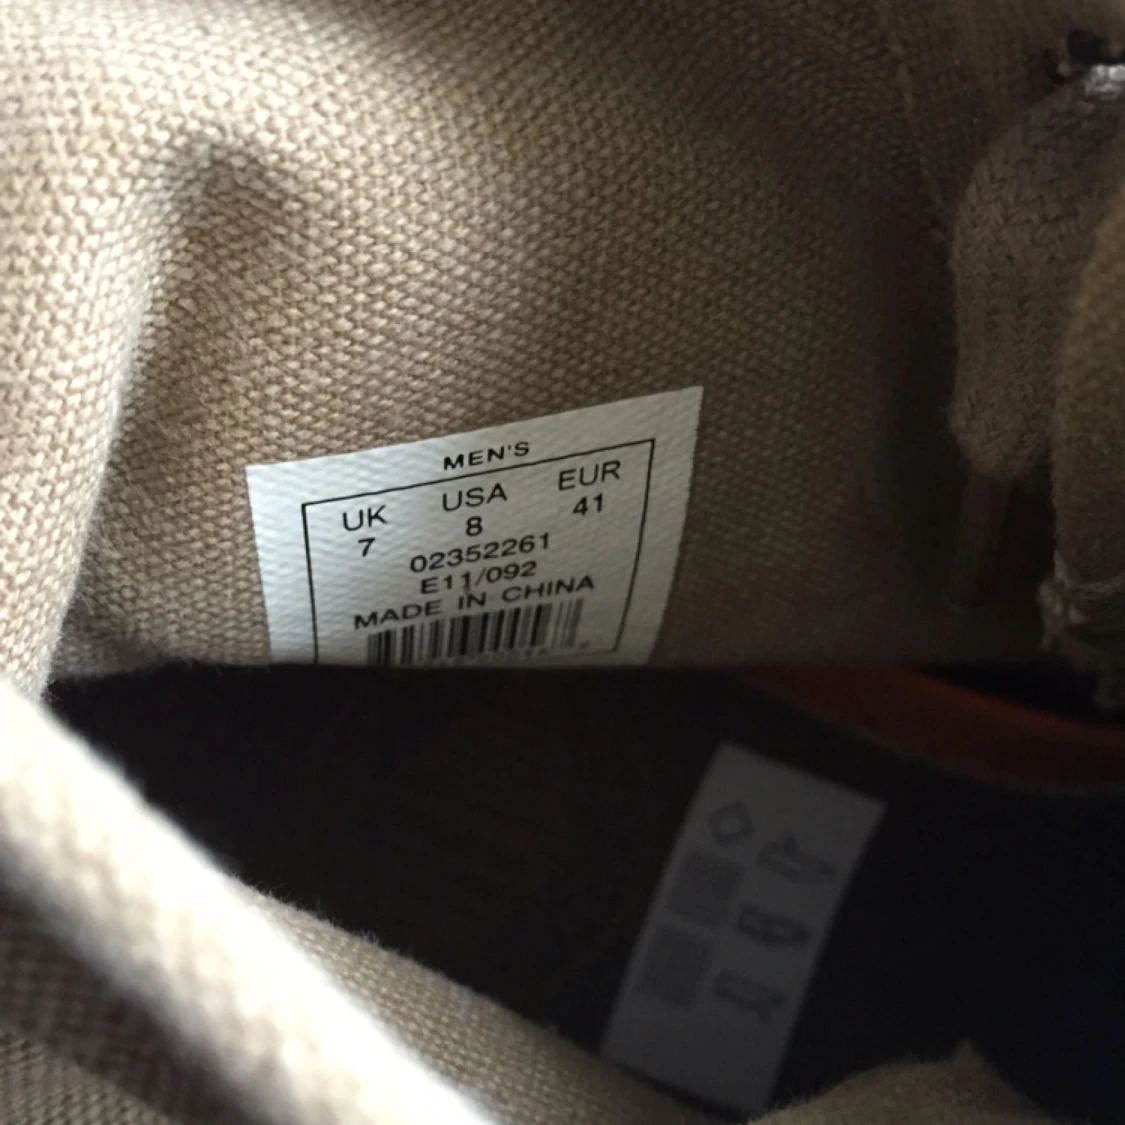 MEN'S
UK USA EUR
7 8 41
02352261
E11/092
MADE IN CHINA